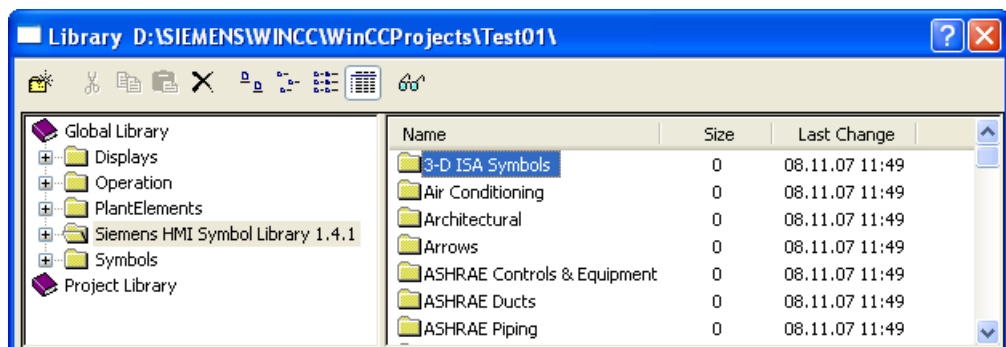 Library D:\SIEMENS\WINCC\WinCCProjects\Test01\
Global Library
Displays
Operation
PlantElements
Siemens HMI Symbol Library 1.4.1
Symbols
Project Library
Name Size Last Change
3-D ISA Symbols 0 08.11.07 11:49
Air Conditioning 0 08.11.07 11:49
Architectural 0 08.11.07 11:49
Arrows 0 08.11.07 11:49
ASHRAE Controls & Equipment 0 08.11.07 11:49
ASHRAE Ducts 0 08.11.07 11:49
ASHRAE Piping 0 08.11.07 11:49